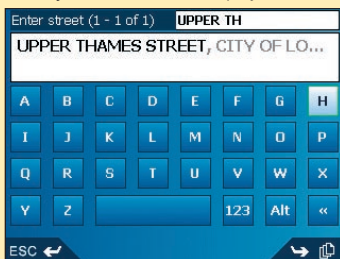 Enter street (1 - 1 of 1) UPPER TH
UPPER THAMES STREET, CITY OF LO...
A B C D E F G H
I J K L M N O P
Q R S T U V W X
Y Z 123 Alt «
ESC